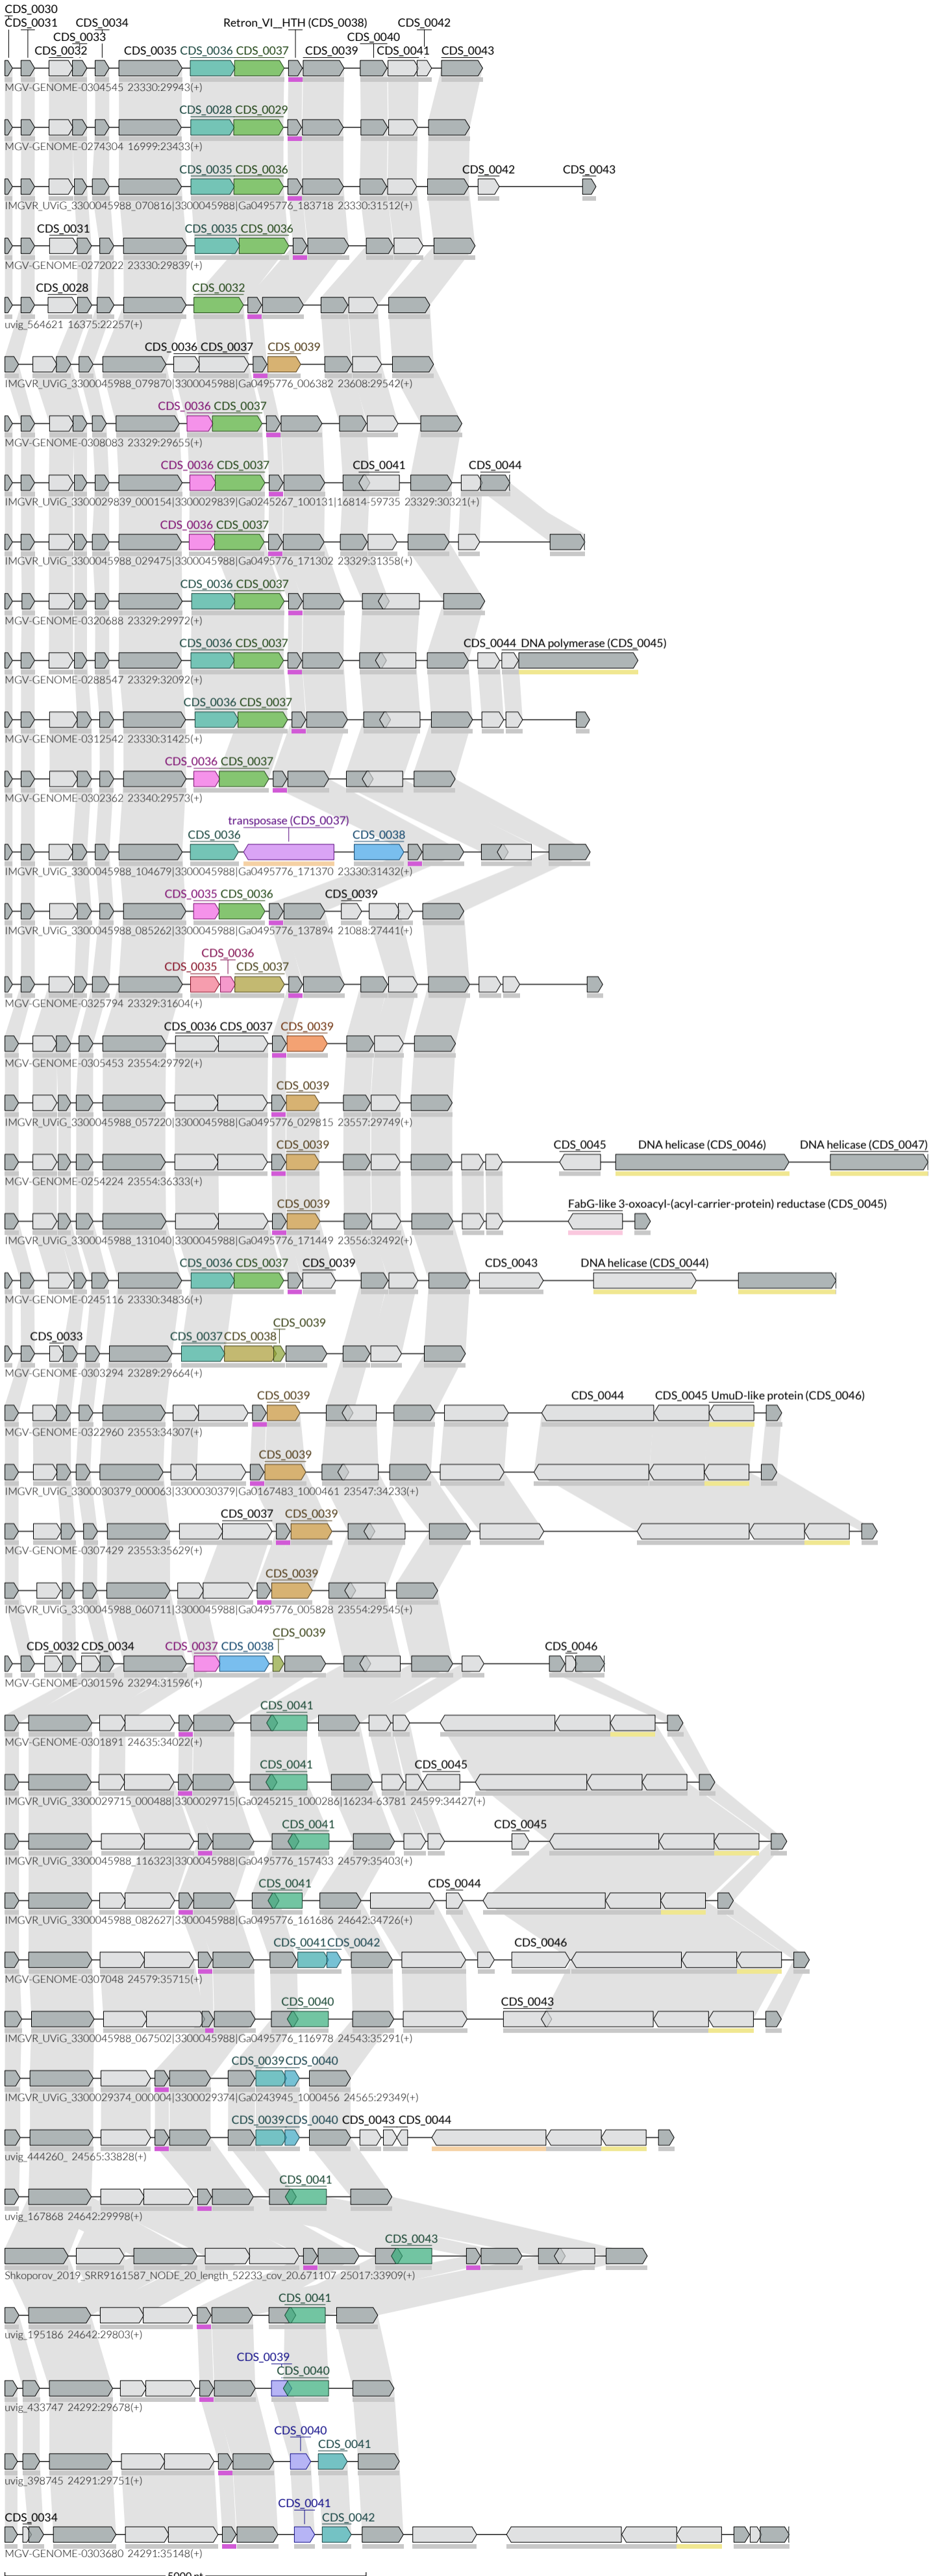 CDS_0030
CDS_0031 CDS_0034 Retron_VI__HTH (CDS_0038) CDS_0042
CDS_0033 CDS_0040
CDS_0032 CDS_0035 CDS_0036 CDS_0037 CDS_0039 CDS_0041 CDS_0043
MGV-GENOME-0304545 23330:29943(+)
CDS_0028 CDS_0029
MGV-GENOME-0274304 16999:23433(+)
CDS_0035 CDS_0036 CDS_0042 CDS_0043
IMGVR_UViG_3300045988_070816|3300045988|Ga0495776_183718 23330:31512(+)
CDS_0031 CDS_0035 CDS_0036
MGV-GENOME-0272022 23330:29839(+)
CDS_0028 CDS_0032
uvig_564621 16375:22257(+)
CDS_0036 CDS_0037 CDS_0039
IMGVR_UViG_3300045988_079870|3300045988|Ga0495776_006382 23608:29542(+)
CDS_0036 CDS_0037
MGV-GENOME-0308083 23329:29655(+)
CDS_0036 CDS_0037 CDS_0041 CDS_0044
IMGVR_UViG_3300029839_000154|3300029839|Ga0245267_100131|16814-59735 23329:30321(+)
CDS_0036 CDS_0037
IMGVR_UViG_3300045988_029475|3300045988|Ga0495776_171302 23329:31358(+)
CDS_0036 CDS_0037
MGV-GENOME-0320688 23329:29972(+)
CDS_0036 CDS_0037 CDS_0044 DNA polymerase (CDS_0045)
MGV-GENOME-0288547 23329:32092(+)
CDS_0036 CDS_0037
MGV-GENOME-0312542 23330:31425(+)
CDS_0036 CDS_0037
MGV-GENOME-0302362 23340:29573(+)
transposase (CDS_0037)
CDS_0036 CDS_0038
IMGVR_UViG_3300045988_104679|3300045988|Ga0495776_171370 23330:31432(+)
CDS_0035 CDS_0036 CDS_0039
IMGVR_UViG_3300045988_085262|3300045988|Ga0495776_137894 21088:27441(+)
CDS_0036
CDS_0035 CDS_0037
MGV-GENOME-0325794 23329:31604(+)
CDS_0036 CDS_0037 CDS_0039
MGV-GENOME-0305453 23554:29792(+)
CDS_0039
IMGVR_UViG_3300045988_057220|3300045988|Ga0495776_029815 23557:29749(+)
CDS_0039 CDS_0045 DNA helicase (CDS_0046) DNA helicase (CDS_0047)
MGV-GENOME-0254224 23554:36333(+)
CDS_0039 FabG-like 3-oxoacyl-(acyl-carrier-protein) reductase (CDS_0045)
IMGVR_UViG_3300045988_131040|3300045988|Ga0495776_171449 23556:32492(+)
CDS_0036 CDS_0037 CDS_0039 CDS_0043 DNA helicase (CDS_0044)
MGV-GENOME-0245116 23330:34836(+)
CDS_0039
CDS_0033 CDS_0037 CDS_0038
MGV-GENOME-0303294 23289:29664(+)
CDS_0039 CDS_0044 CDS_0045 UmuD-like protein (CDS_0046)
MGV-GENOME-0322960 23553:34307(+)
CDS_0039
IMGVR_UViG_3300030379_000063|3300030379|Ga0167483_1000461 23547:34233(+)
CDS_0037 CDS_0039
MGV-GENOME-0307429 23553:35629(+)
CDS_0039
IMGVR_UViG_3300045988_060711|3300045988|Ga0495776_005828 23554:29545(+)
CDS_0039
CDS_0032 CDS_0034 CDS_0037 CDS_0038 CDS_0046
MGV-GENOME-0301596 23294:31596(+)
CDS_0041
MGV-GENOME-0301891 24635:34022(+)
CDS_0041 CDS_0045
IMGVR_UViG_3300029715_000488|3300029715|Ga0245215_1000286|16234-63781 24599:34427(+)
CDS_0041 CDS_0045
IMGVR_UViG_3300045988_116323|3300045988|Ga0495776_157433 24579:35403(+)
CDS_0041 CDS_0044
IMGVR_UViG_3300045988_082627|3300045988|Ga0495776_161686 24642:34726(+)
CDS_0041 CDS_0042 CDS_0046
MGV-GENOME-0307048 24579:35715(+)
CDS_0040 CDS_0043
IMGVR_UViG_3300045988_067502|3300045988|Ga0495776_116978 24543:35291(+)
CDS_0039 CDS_0040
IMGVR_UViG_3300029374_000004|3300029374|Ga0243945_1000456 24565:29349(+)
CDS_0039 CDS_0040 CDS_0043 CDS_0044
uvig_444260_ 24565:33828(+)
CDS_0041
uvig_167868 24642:29998(+)
CDS_0043
Shkoporov_2019_SRR9161587_NODE_20_length_52233_cov_20.671107 25017:33909(+)
CDS_0041
uvig_195186 24642:29803(+)
CDS_0039
CDS_0040
uvig_433747 24292:29678(+)
CDS_0040
CDS_0041
uvig_398745 24291:29751(+)
CDS_0041
CDS_0034 CDS_0042
MGV-GENOME-0303680 24291:35148(+)
5000 nt